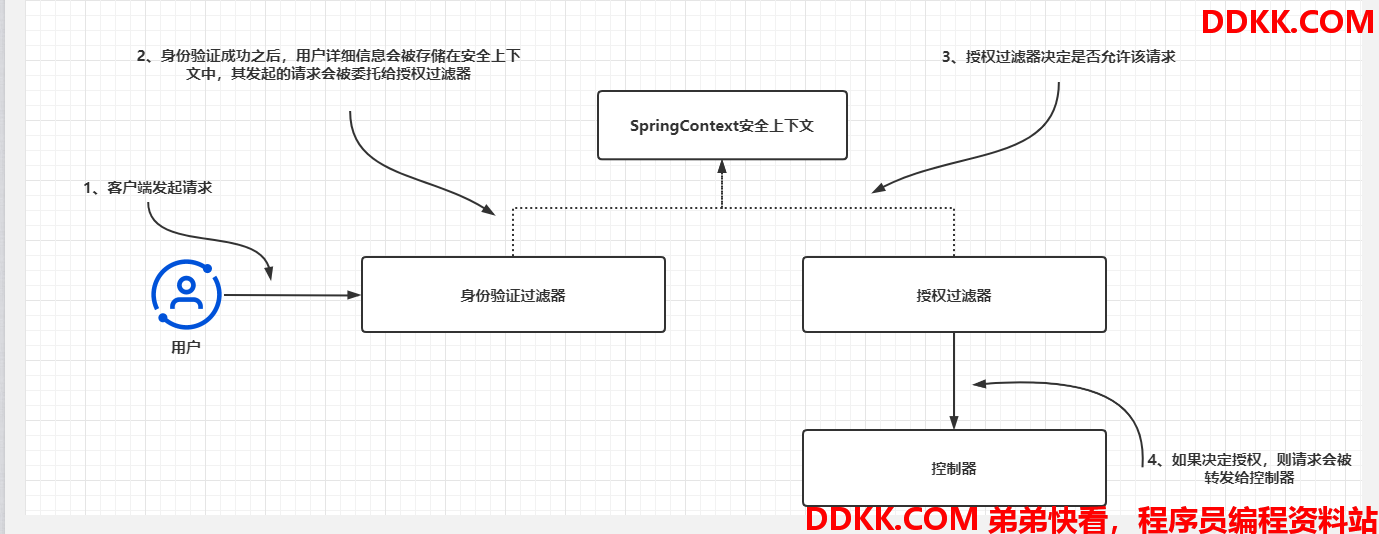 DDKK.COM
2、身份验证成功之后，用户详细信息会被存储在安全上下
文中，其发起的请求会被委托给授权过滤器
3、授权过滤器决定是否允许该请求
SpringContext安全上下文
1、客户端发起请求
身份验证过滤器
授权过滤器
用户
控制器
4、如果决定授权，则请求会被
转发给控制器
DDKK.COM 弟弟快看，程序员编程资料站